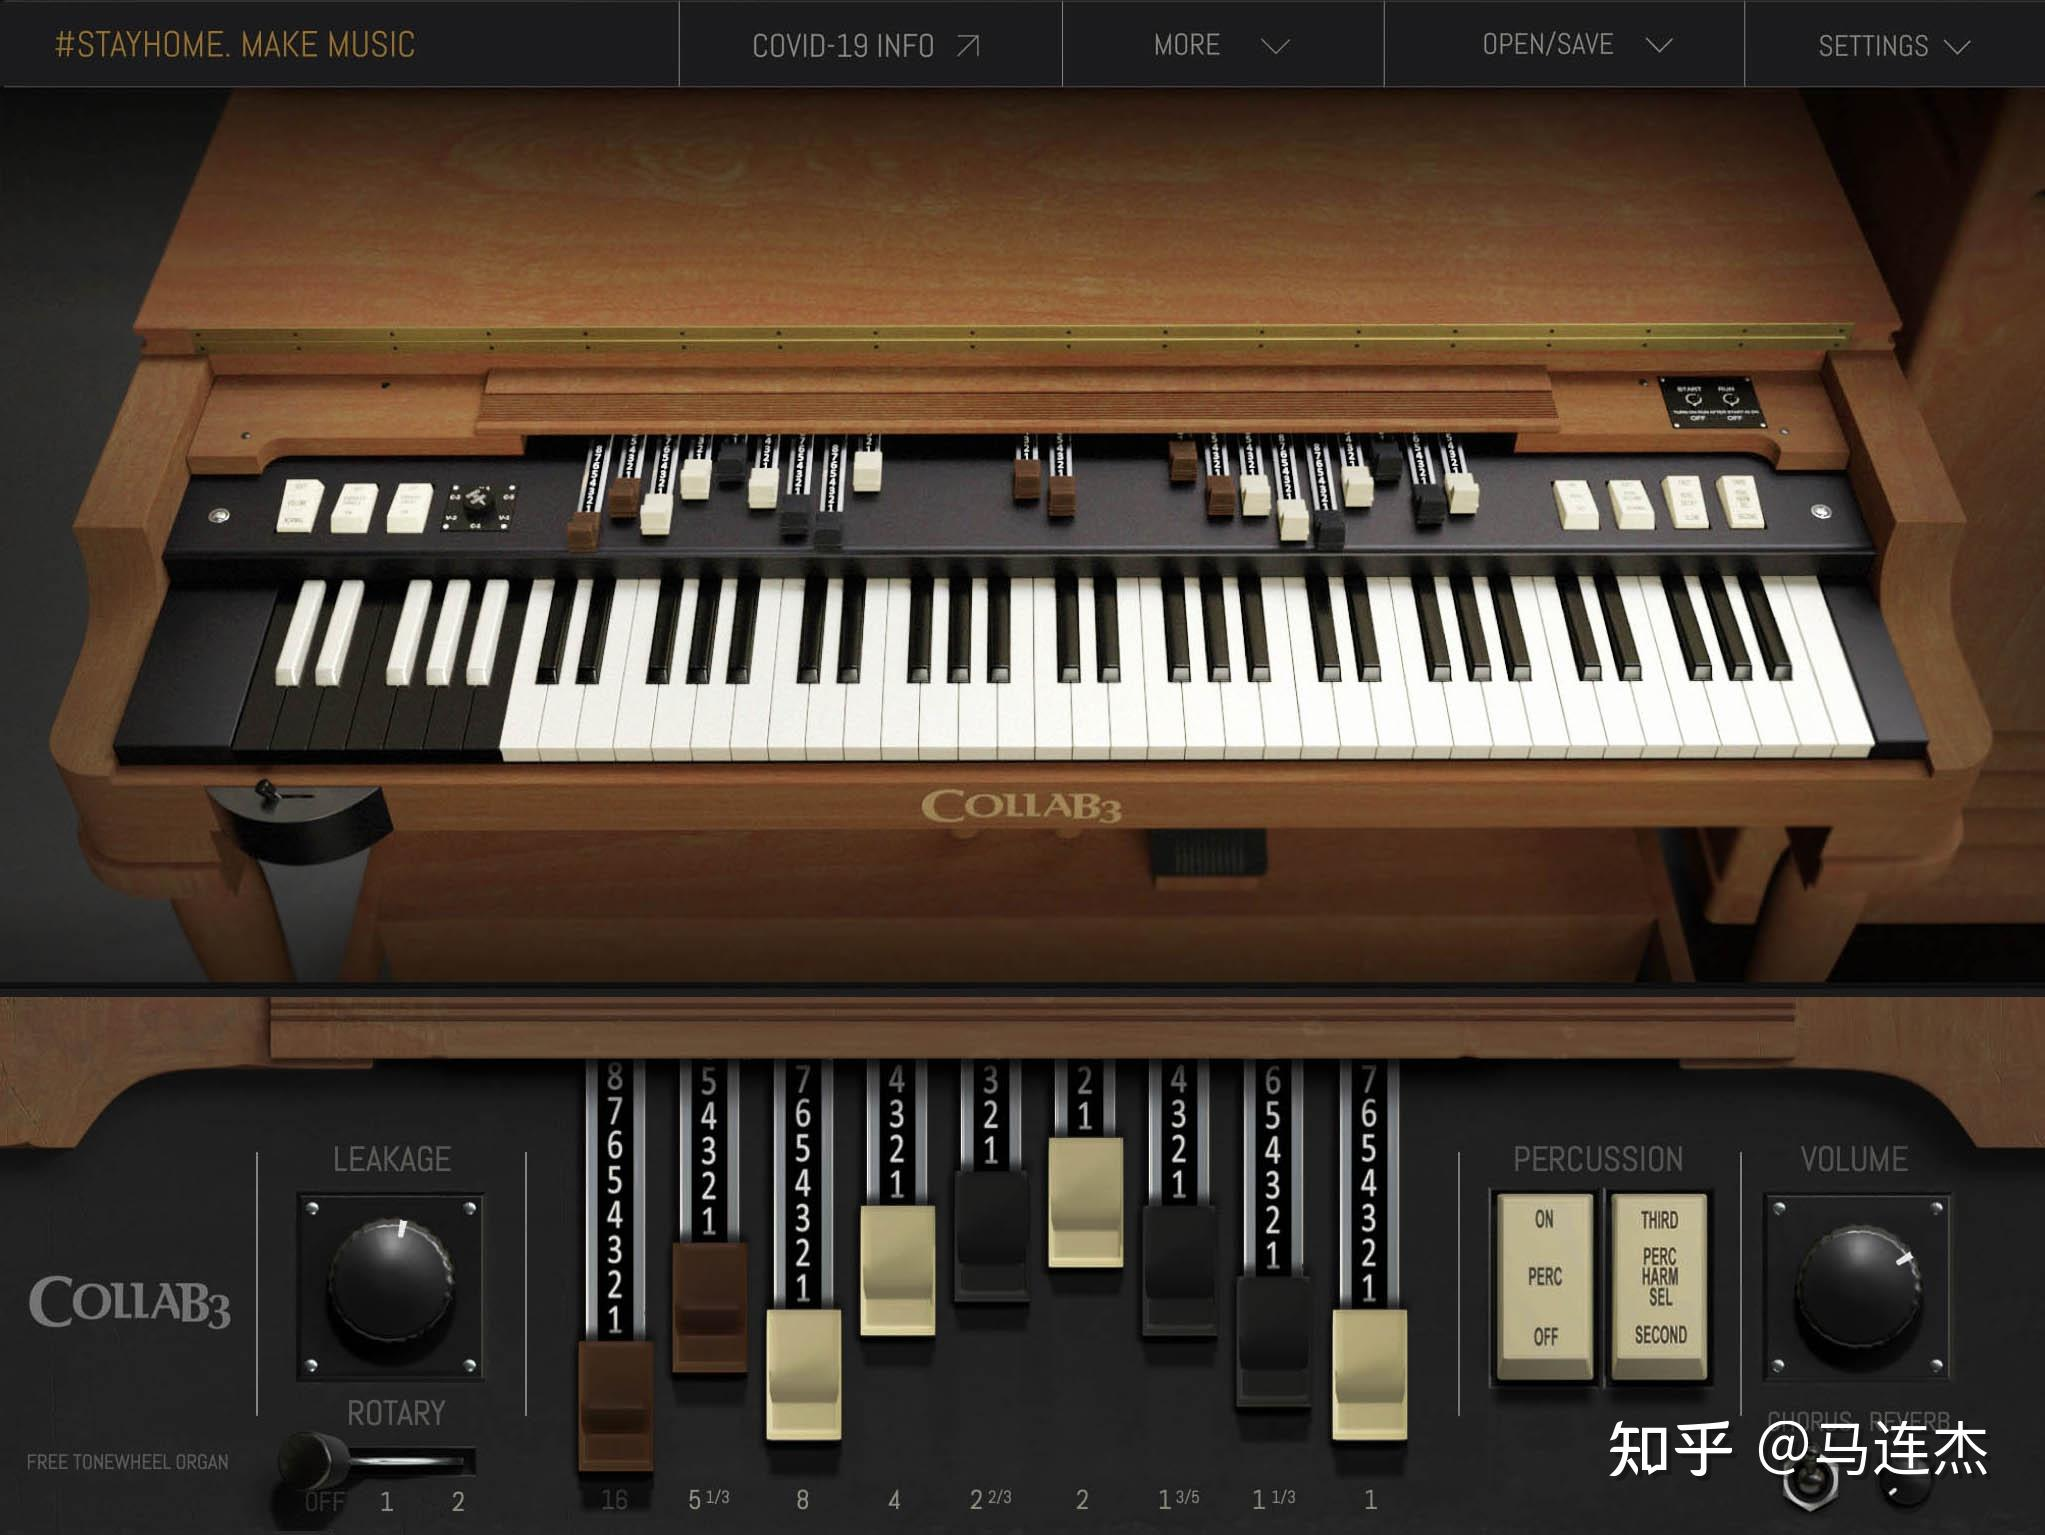 #STAYHOME. MAKE MUSIC
COVID-19 INFO
MORE
OPEN/SAVE
SETTINGS
START RUN
OFF OFF
COLLAB3
8 5 7 4 3 2 4 6 7
7 4 6 3 2 1 3 5 6
6 3 5 2 1 2 4 5
5 2 4 1 1 3 4
4 1 3 2 3
3 2 1 2
2 1 1
1
LEAKAGE
PERCUSSION
VOLUME
ON
PERC
OFF
THIRD
PERC
HARM
SEL
SECOND
COLLAB3
ROTARY
CHORUS REVERB
FREE TONEWHEEL ORGAN
OFF 1 2
16 5 1/3 8 4 2 2/3 2 1 3/5 1 1/3 1
知乎 @马连杰